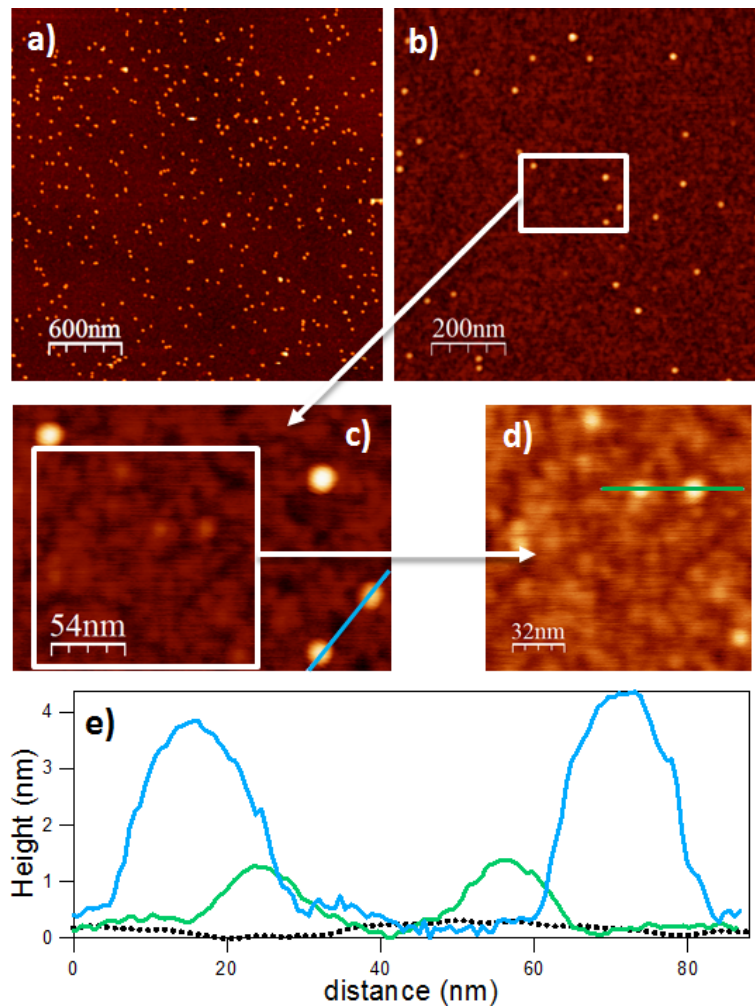 a)
b)
600nm
200nm
c)
d)
54nm
32nm
e)
4
3
2
1
0
Height (nm)
0 20 40 60 80
distance (nm)